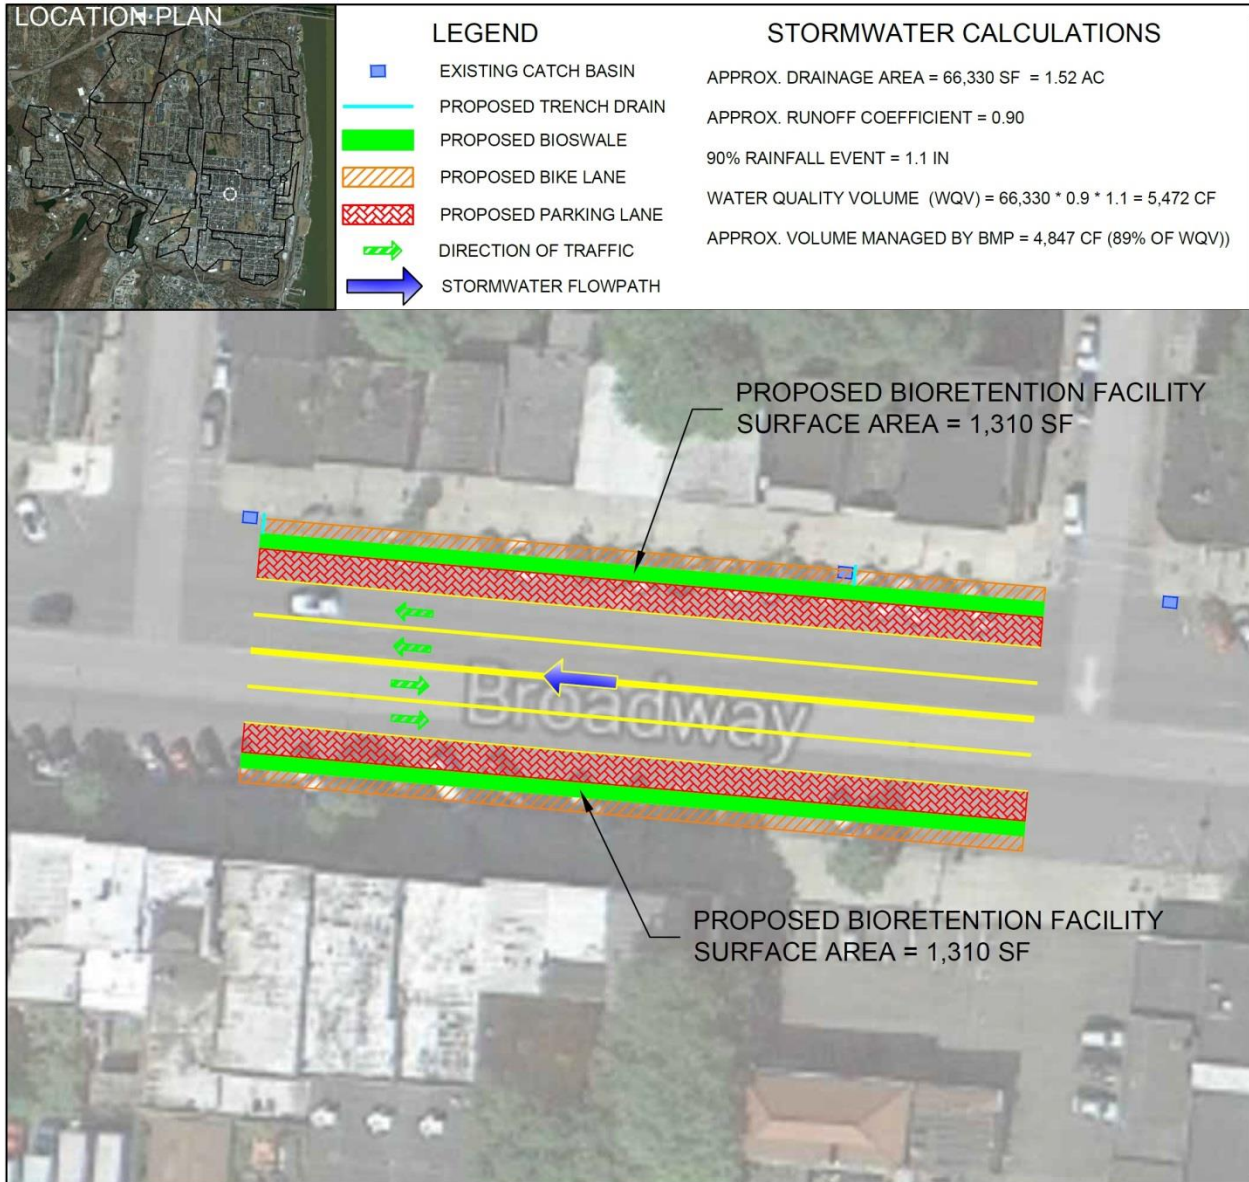 LOCATION PLAN
LEGEND
EXISTING CATCH BASIN
PROPOSED TRENCH DRAIN
PROPOSED BIOSWALE
PROPOSED BIKE LANE
PROPOSED PARKING LANE
DIRECTION OF TRAFFIC
STORMWATER FLOWPATH
STORMWATER CALCULATIONS
APPROX. DRAINAGE AREA = 66,330 SF = 1.52 AC
APPROX. RUNOFF COEFFICIENT = 0.90
90% RAINFALL EVENT = 1.1 IN
WATER QUALITY VOLUME (WQV) = 66,330 * 0.9 * 1.1 = 5,472 CF
APPROX. VOLUME MANAGED BY BMP = 4,847 CF (89% OF WQV))
PROPOSED BIORETENTION FACILITY
SURFACE AREA = 1,310 SF
Broadway
PROPOSED BIORETENTION FACILITY
SURFACE AREA = 1,310 SF